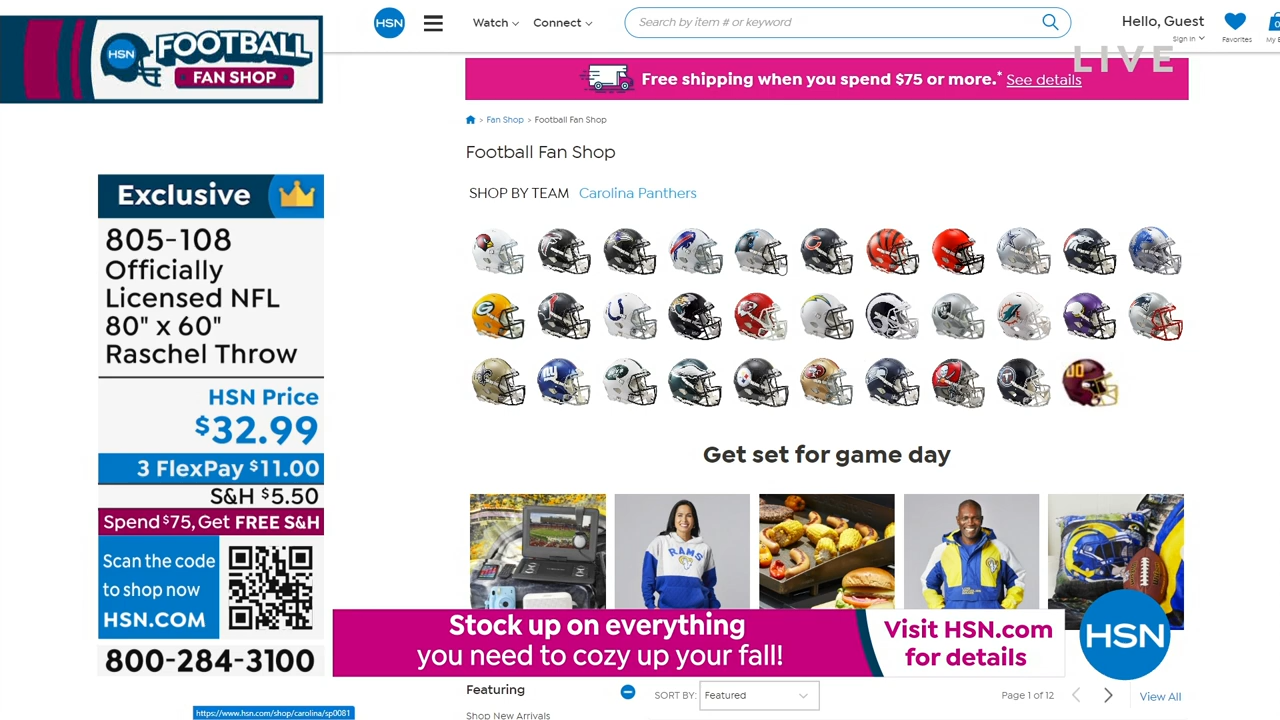 HSN
FOOTBALL
FAN SHOP
HSN
Watch
Connect
Search by item # or keyword
Hello, Guest
Sign In
Favorites
0
My B
LIVE
Free shipping when you spend $75 or more.* See details
> Fan Shop > Football Fan Shop
Football Fan Shop
SHOP BY TEAM Carolina Panthers
Exclusive
805-108
Officially
Licensed NFL
80" x 60"
Raschel Throw
HSN Price
$32.99
3 FlexPay $11.00
S&H $5.50
Spend $75, Get FREE S&H
Scan the code
to shop now
HSN.COM
800-284-3100
Get set for game day
RAMS
Stock up on everything
you need to cozy up your fall!
Visit HSN.com
for details
HSN
Featuring
SORT BY: Featured
Page 1 of 12
View All
Shop New Arrivals
https://www.hsn.com/shop/carolina/sp0081